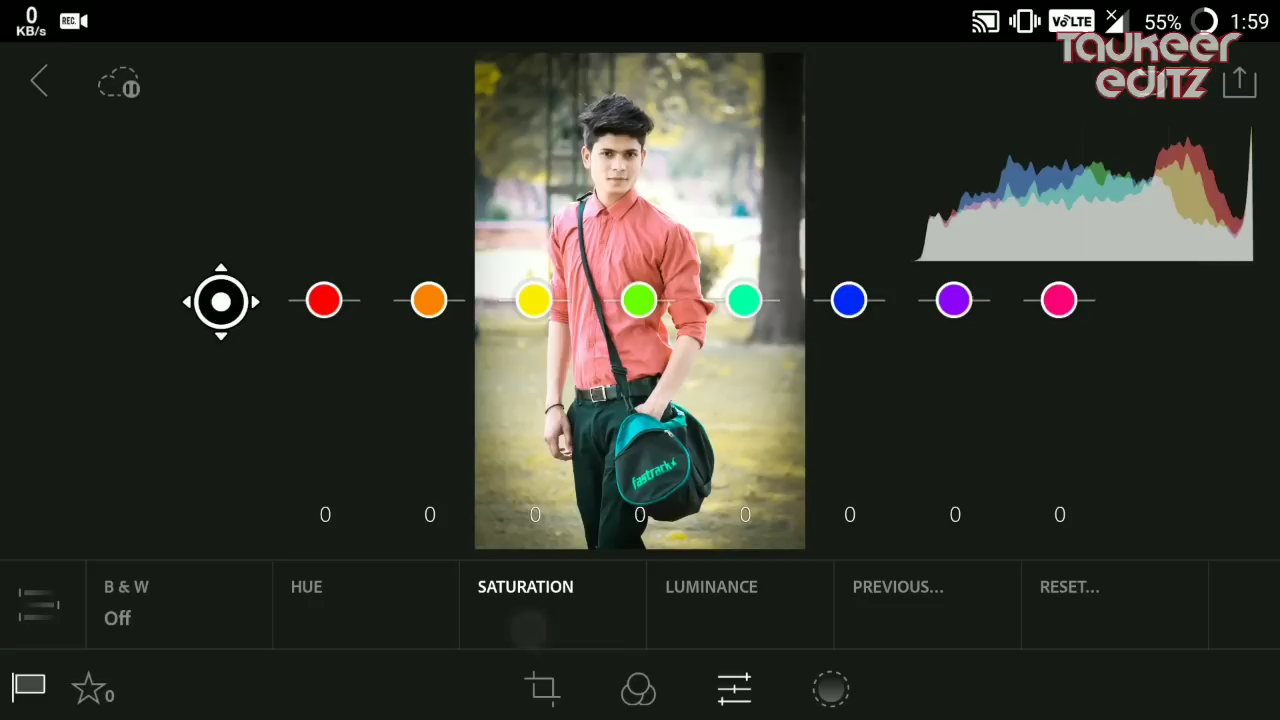 0
KB/s
REC
VoLTE
55%
1:59
TAUKEER
EDITZ
fastrack
0 0 0 0 0 0 0 0
B & W
Off
HUE
SATURATION
LUMINANCE
PREVIOUS...
RESET...
0